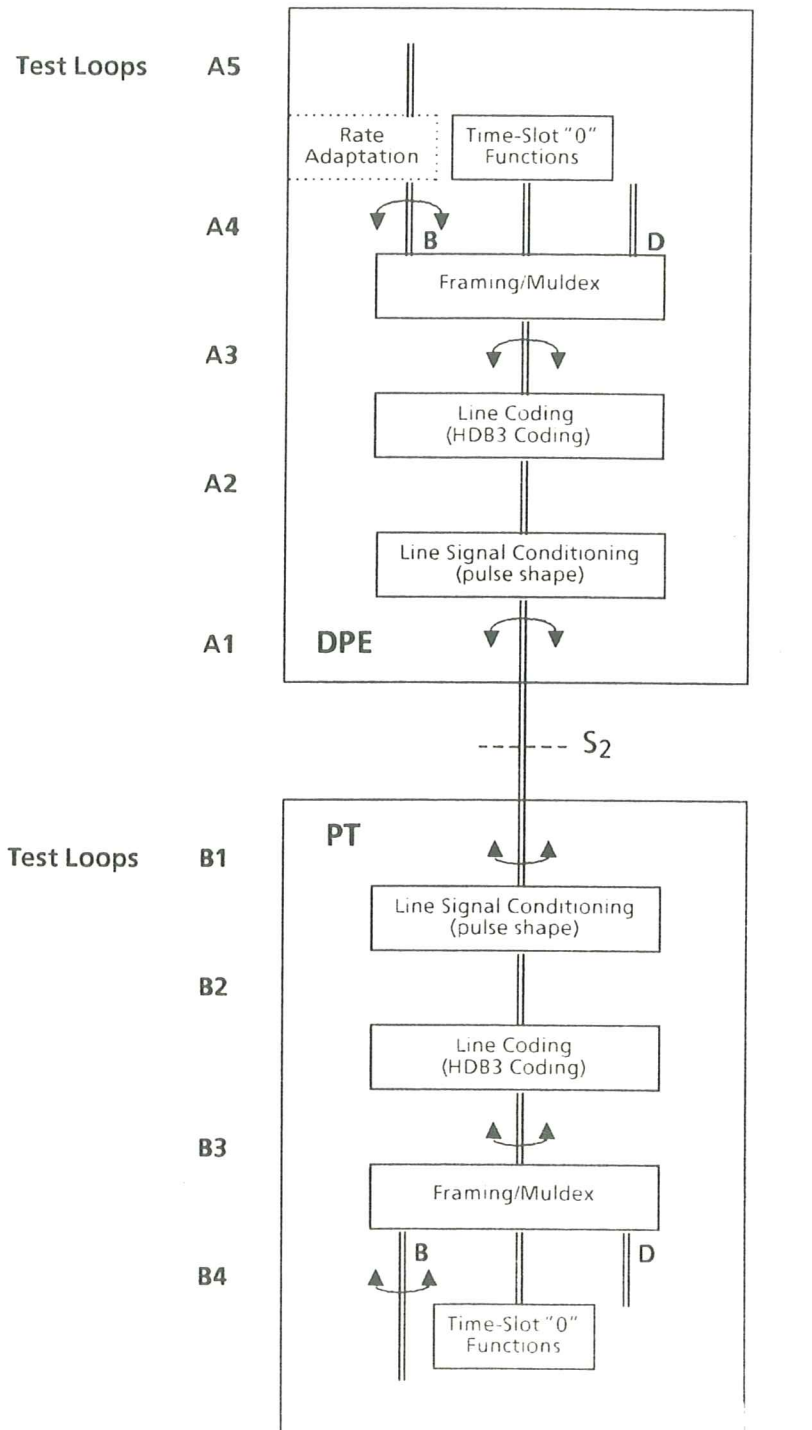 Test Loops A5
Rate
Adaptation
Time-Slot "0"
Functions
A4
B
D
Framing/Muldex
A3
Line Coding
(HDB3 Coding)
A2
Line Signal Conditioning
(pulse shape)
A1
DPE
S2
PT
Test Loops B1
Line Signal Conditioning
(pulse shape)
B2
Line Coding
(HDB3 Coding)
B3
Framing/Muldex
B
D
B4
Time-Slot "0"
Functions